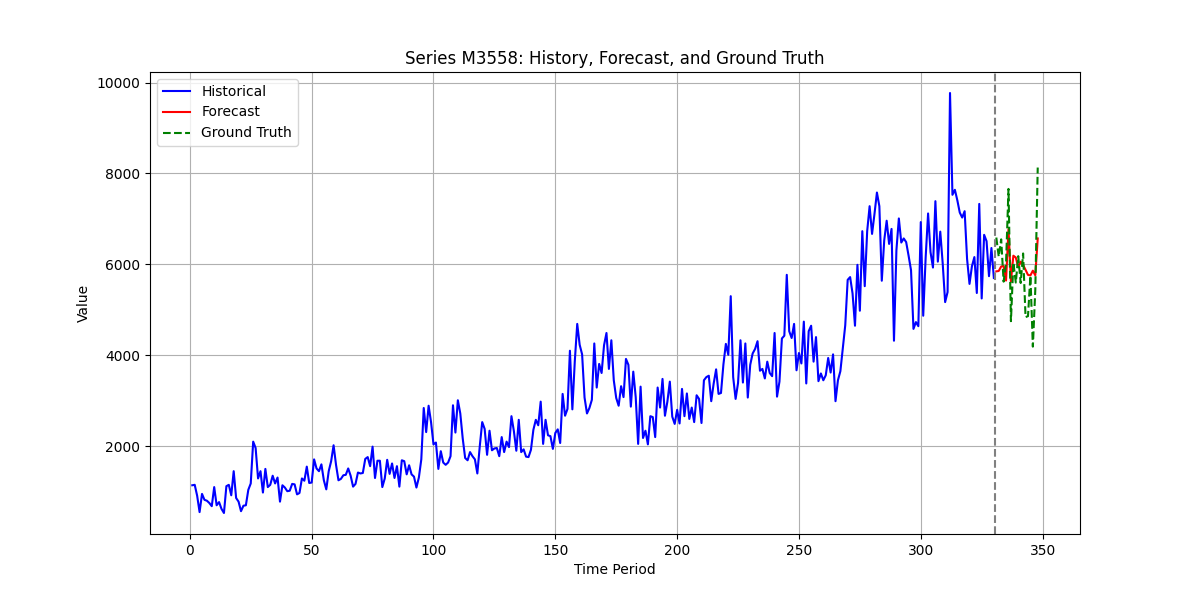 Series M3558: History, Forecast, and Ground Truth
Historical
Forecast
Ground Truth
10000
8000
6000
4000
2000
Value
0 50 100 150 200 250 300 350
Time Period